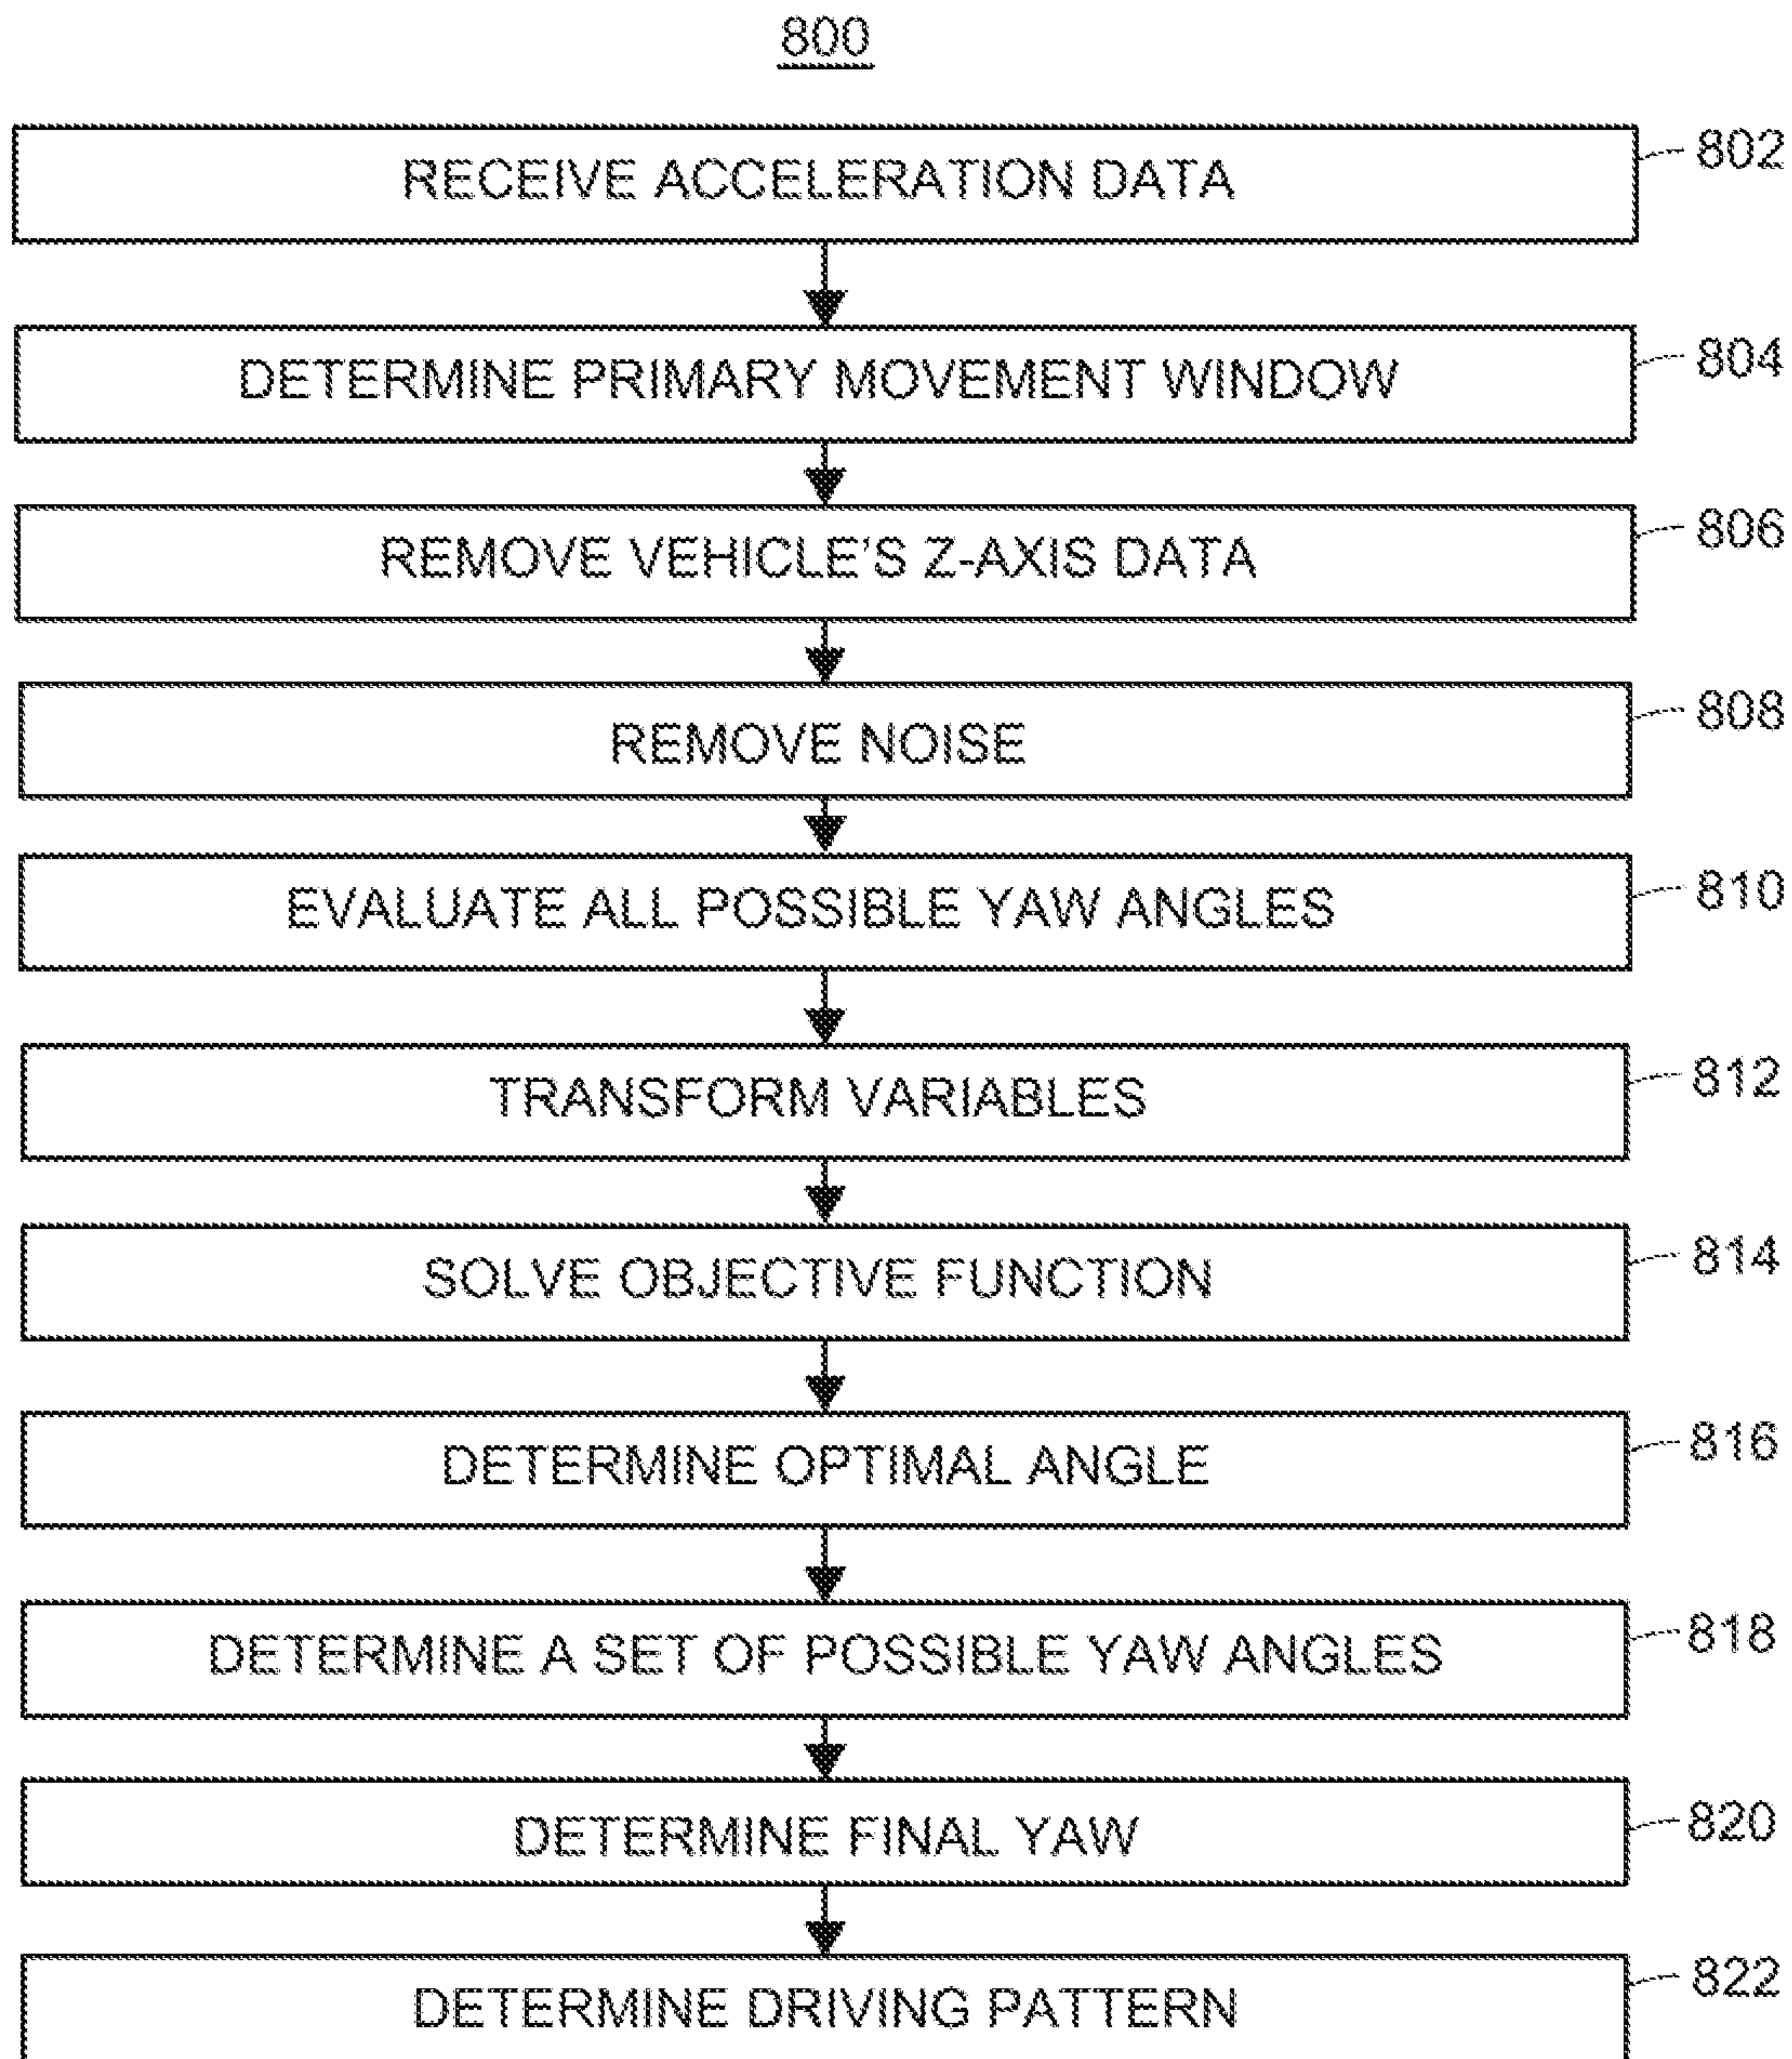 800
RECEIVE ACCELERATION DATA 802
DETERMINE PRIMARY MOVEMENT WINDOW 804
REMOVE VEHICLE'S Z-AXIS DATA 806
REMOVE NOISE 808
EVALUATE ALL POSSIBLE YAW ANGLES 810
TRANSFORM VARIABLES 812
SOLVE OBJECTIVE FUNCTION 814
DETERMINE OPTIMAL ANGLE 816
DETERMINE A SET OF POSSIBLE YAW ANGLES 818
DETERMINE FINAL YAW 820
DETERMINE DRIVING PATTERN 822